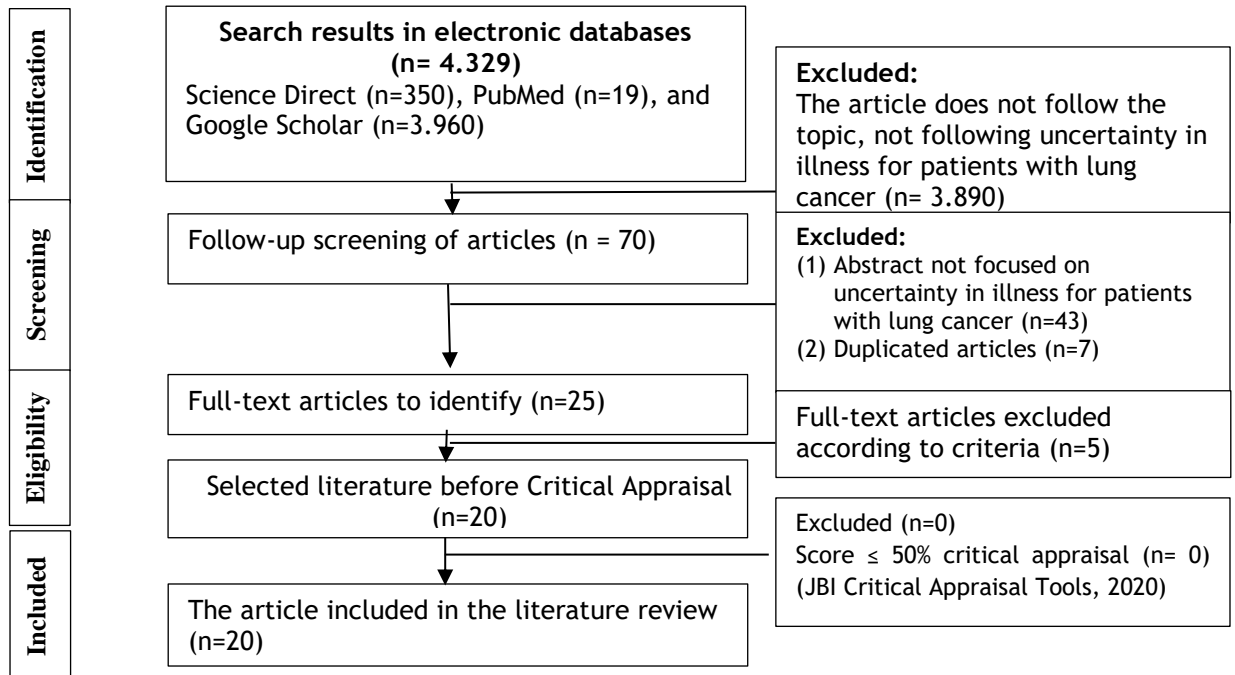 Identification
Search results in electronic databases
(n= 4.329)
Science Direct (n=350), PubMed (n=19), and
Google Scholar (n=3.960)
Excluded:
The article does not follow the
topic, not following uncertainty in
illness for patients with lung
cancer (n= 3.890)
Screening
Follow-up screening of articles (n = 70)
Excluded:
(1) Abstract not focused on
uncertainty in illness for patients
with lung cancer (n=43)
(2) Duplicated articles (n=7)
Eligibility
Full-text articles to identify (n=25)
Full-text articles excluded
according to criteria (n=5)
Selected literature before Critical Appraisal
(n=20)
Included
Excluded (n=0)
Score ≤ 50% critical appraisal (n= 0)
(JBI Critical Appraisal Tools, 2020)
The article included in the literature review
(n=20)